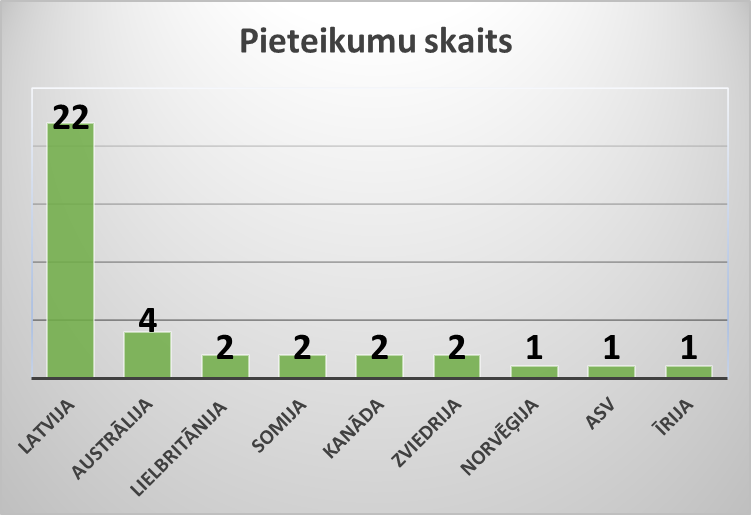 Pieteikumu skaits
22
4
2
2
2
2
1
1
1
LATVIJA
AUSTRĀLIJA
LIELBRITĀNIJA
SOMIJA
KANĀDA
ZVIEDRIJA
NORVĒĢIJA
ASV
ĪRIJA